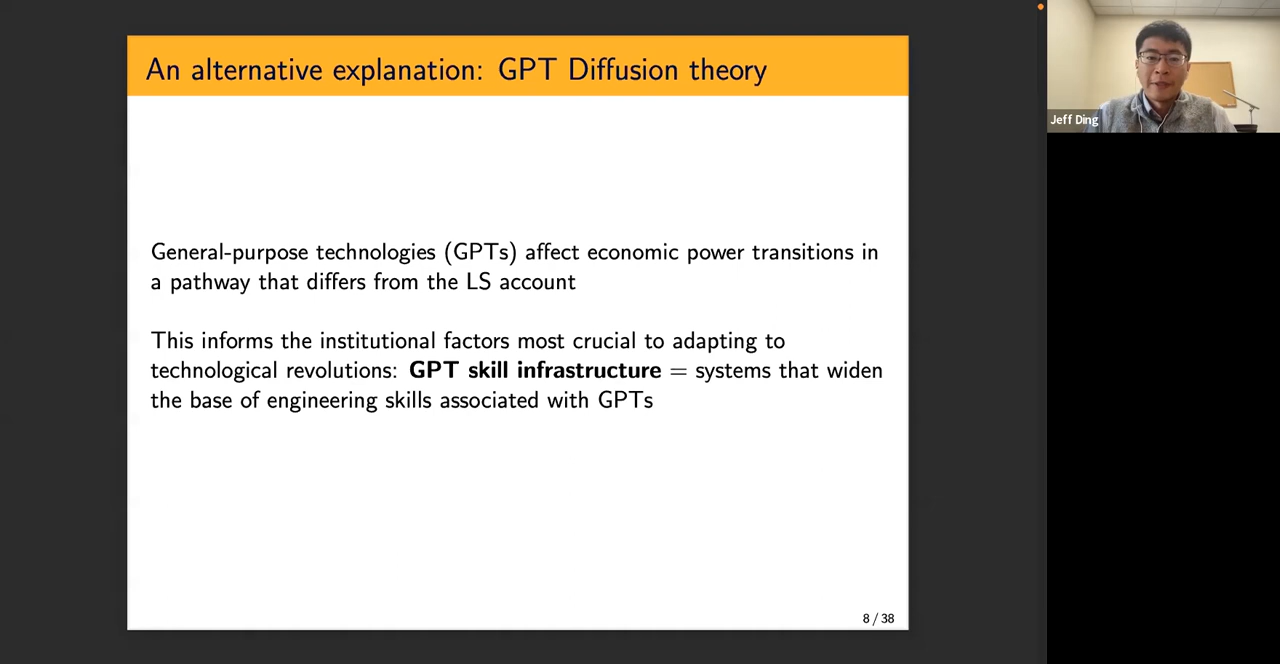 An alternative explanation: GPT Diffusion theory
General-purpose technologies (GPTs) affect economic power transitions in
a pathway that differs from the LS account
This informs the institutional factors most crucial to adapting to
technological revolutions: GPT skill infrastructure = systems that widen
the base of engineering skills associated with GPTs
8 / 38
Jeff Ding